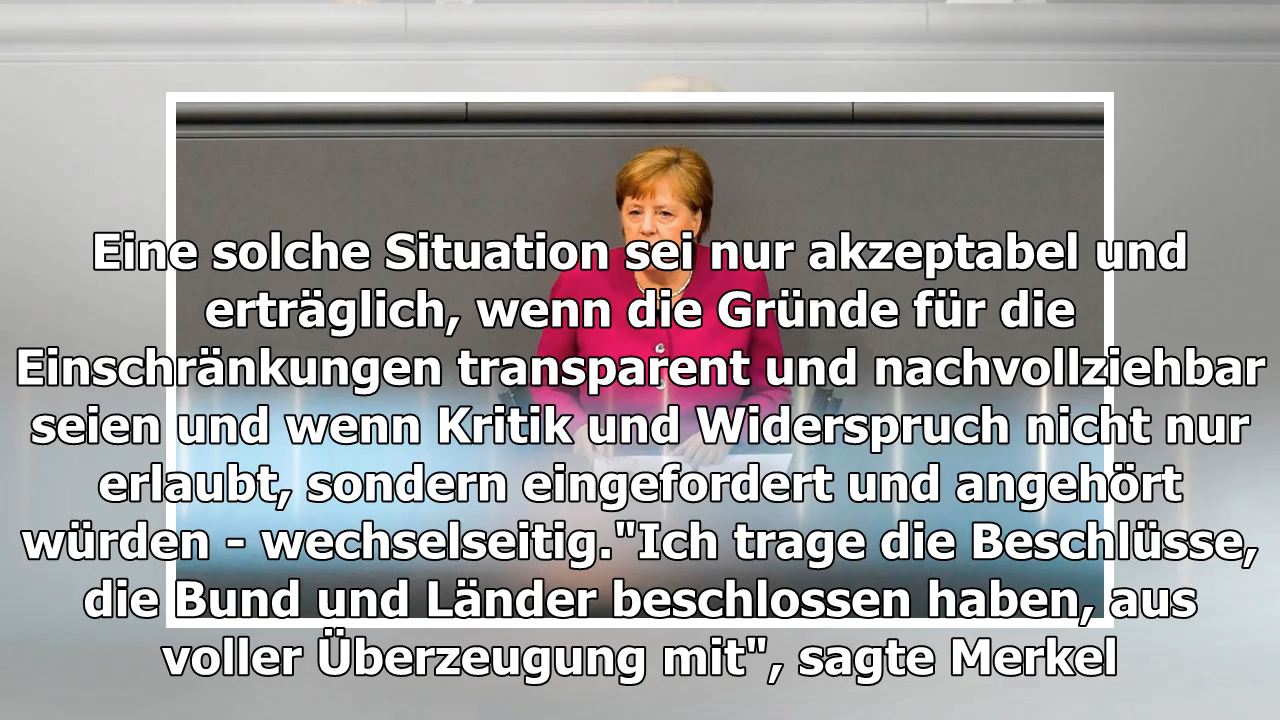 Eine solche Situation sei nur akzeptabel und
erträglich, wenn die Gründe für die
Einschränkungen transparent und nachvollziehbar
seien und wenn Kritik und Widerspruch nicht nur
erlaubt, sondern eingefordert und angehört
würden - wechselseitig."Ich trage die Beschlüsse,
die Bund und Länder beschlossen haben, aus
voller Überzeugung mit", sagte Merkel